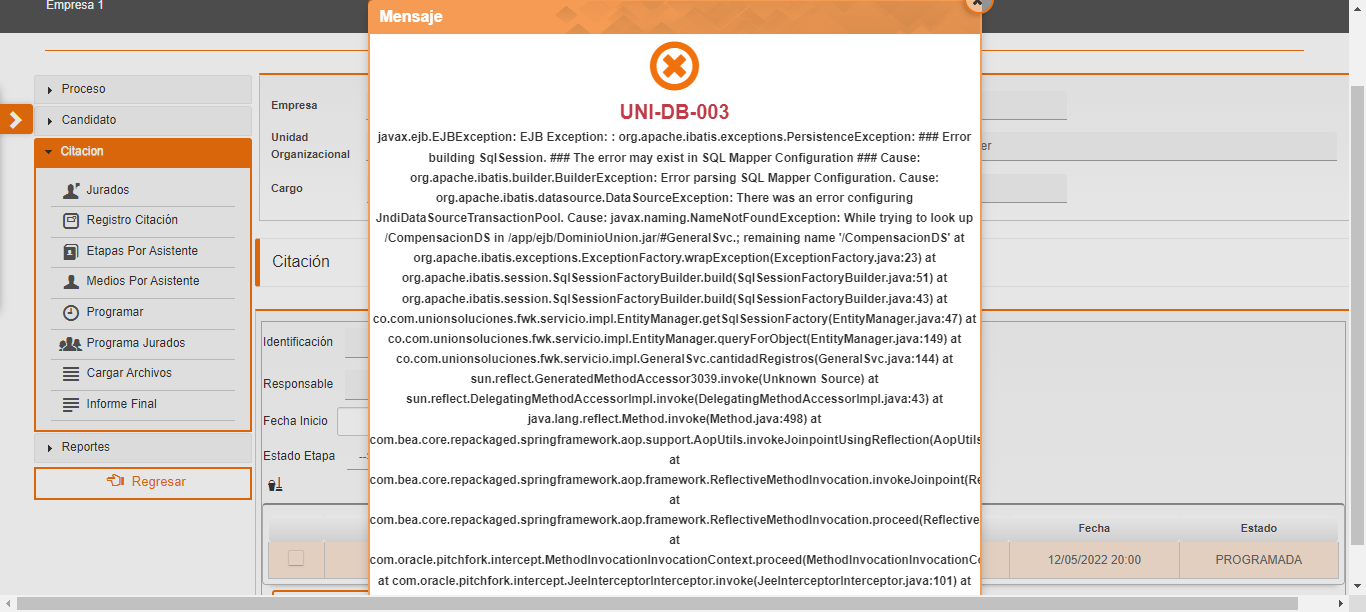 Empresa 1
Mensaje
Proceso
Candidato
Citacion
Jurados
Registro Citación
Etapas Por Asistente
Medios Por Asistente
Programar
Programa Jurados
Cargar Archivos
Informe Final
Reportes
Regresar
Empresa
Unidad
Organizacional
er
Cargo
Citación
Identificación
Responsable
Fecha Inicio
Estado Etapa
UNI-DB-003
javax.ejb.EJBException: EJB Exception: : org.apache.ibatis.exceptions.PersistenceException: ### Error
building SqlSession. ### The error may exist in SQL Mapper Configuration ### Cause:
org.apache.ibatis.builder.BuilderException: Error parsing SQL Mapper Configuration. Cause:
org.apache.ibatis.datasource.DataSourceException: There was an error configuring
JndiDataSourceTransactionPool. Cause: javax.naming.NameNotFoundException: While trying to look up
/CompensacionDS in /app/ejb/DominioUnion.jar/#GeneralSvc.; remaining name '/CompensacionDS' at
org.apache.ibatis.exceptions.ExceptionFactory.wrapException(ExceptionFactory.java:23) at
org.apache.ibatis.session.SqlSessionFactoryBuilder.build(SqlSessionFactoryBuilder.java:51) at
org.apache.ibatis.session.SqlSessionFactoryBuilder.build(SqlSessionFactoryBuilder.java:43) at
co.com.unionsoluciones.fwk.servicio.impl.EntityManager.getSqlSessionFactory(EntityManager.java:47) at
co.com.unionsoluciones.fwk.servicio.impl.EntityManager.queryForObject(EntityManager.java:149) at
co.com.unionsoluciones.fwk.servicio.impl.GeneralSvc.cantidadRegistros(GeneralSvc.java:144) at
sun.reflect.GeneratedMethodAccessor3039.invoke(Unknown Source) at
sun.reflect.DelegatingMethodAccessorImpl.invoke(DelegatingMethodAccessorImpl.java:43) at
java.lang.reflect.Method.invoke(Method.java:498) at
com.bea.core.repackaged.springframework.aop.support.AopUtils.invokeJoinpointUsingReflection(AopUtils
at
com.bea.core.repackaged.springframework.aop.framework.ReflectiveMethodInvocation.invokeJoinpoint(Re
at
com.bea.core.repackaged.springframework.aop.framework.ReflectiveMethodInvocation.proceed(Reflective
at
com.oracle.pitchfork.intercept.MethodInvocationInvocationContext.proceed(MethodInvocationInvocationCo
at com.oracle.pitchfork.intercept.JeeInterceptorInterceptor.invoke(JeeInterceptorInterceptor.java:101) at
Fecha
Estado
12/05/2022 20:00
PROGRAMADA